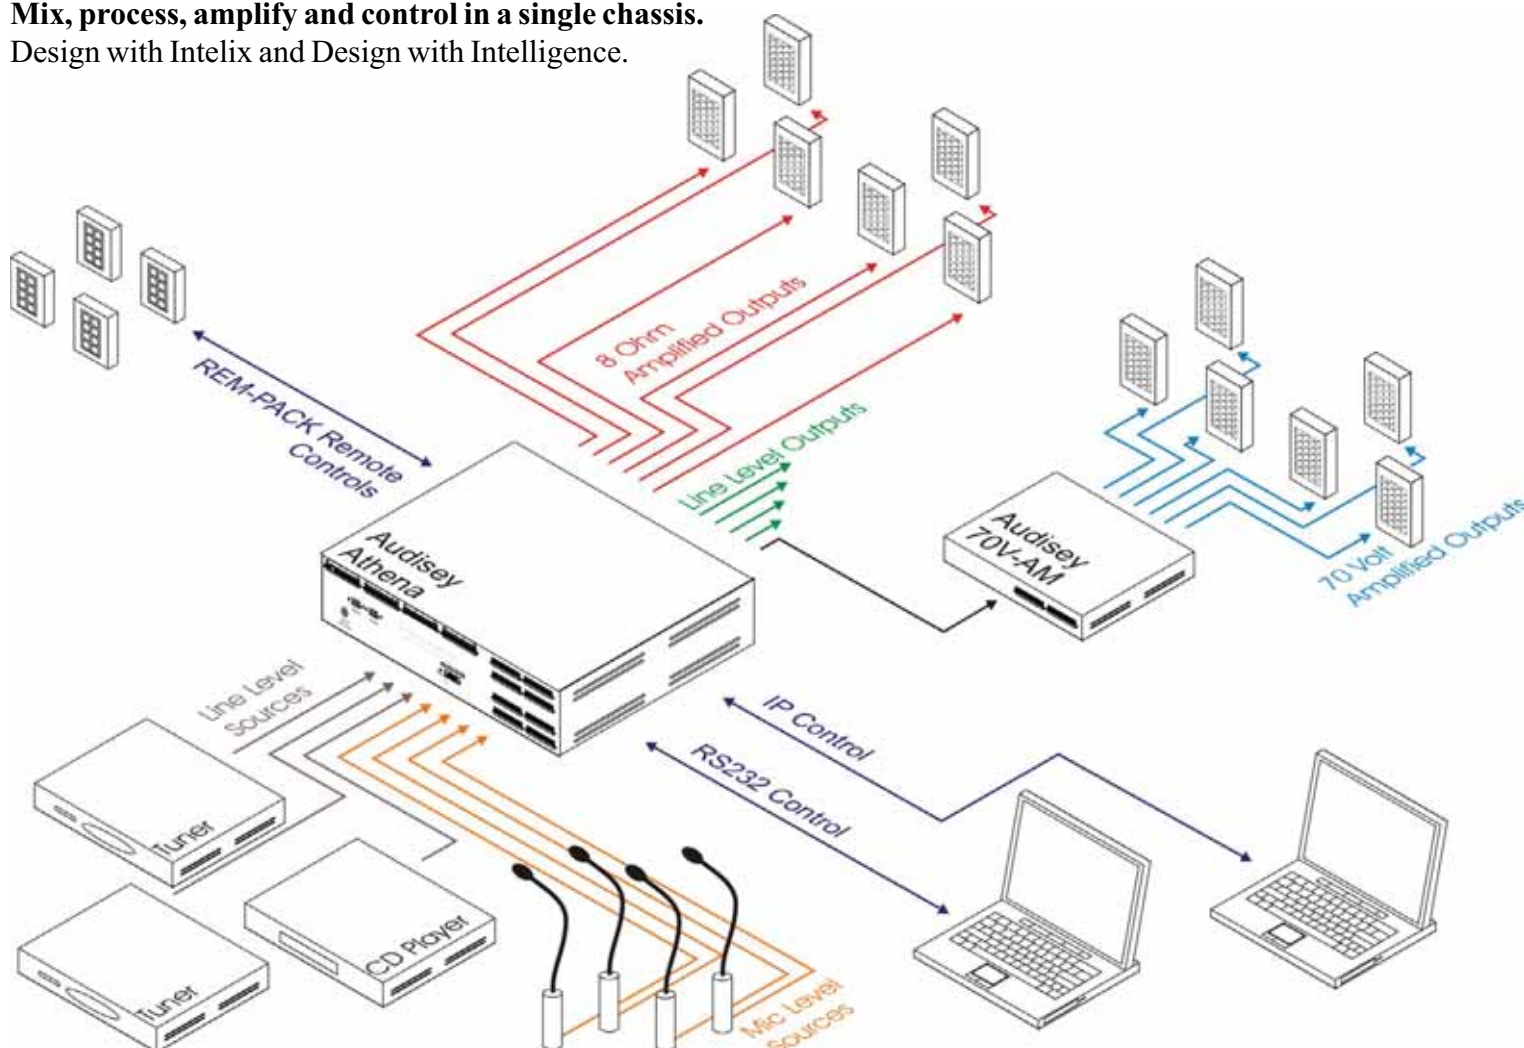 Mix, process, amplify and control in a single chassis.
Design with Intelix and Design with Intelligence.
8 Ohm
Amplified Outputs
REM-PACK Remote
Controls
Line Level Outputs
Audisey
Athena
Audisey
70V-AM
70 Volt
Amplified Outputs
Line Level
Sources
IP Control
RS232 Control
Tuner
CD Player
Tuner
Mic Level
Sources